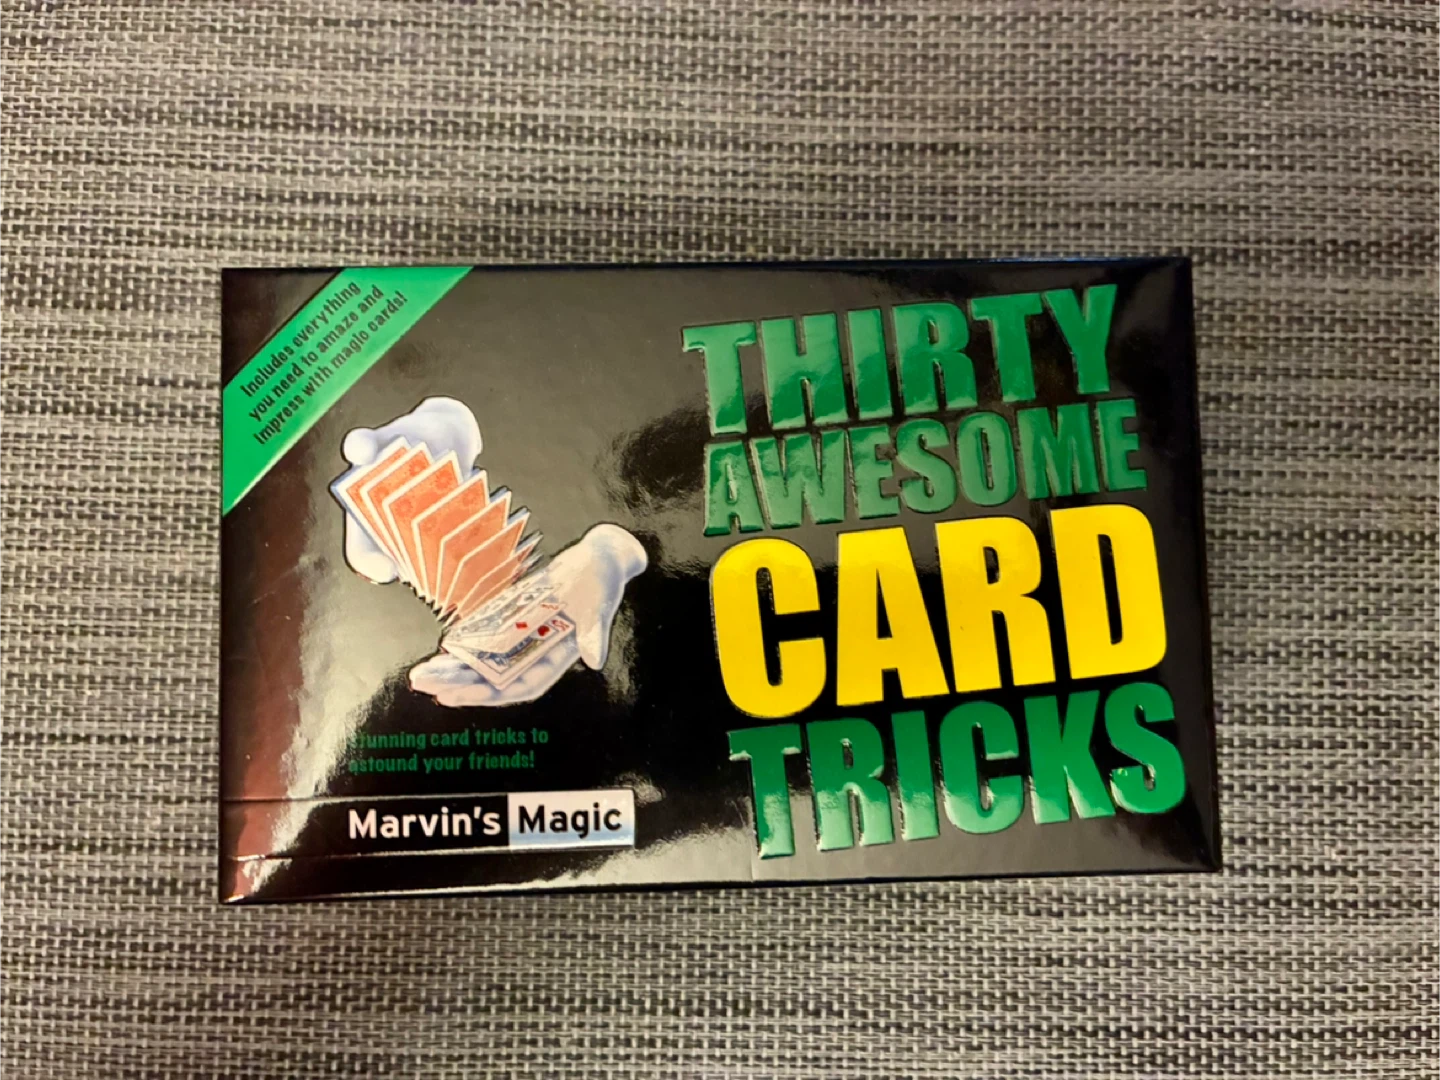 Includes everything
you need to amaze and
impress with magic cards!
THIRTY
AWESOME
CARD
TRICKS
Stunning card tricks to
astound your friends!
Marvin's Magic